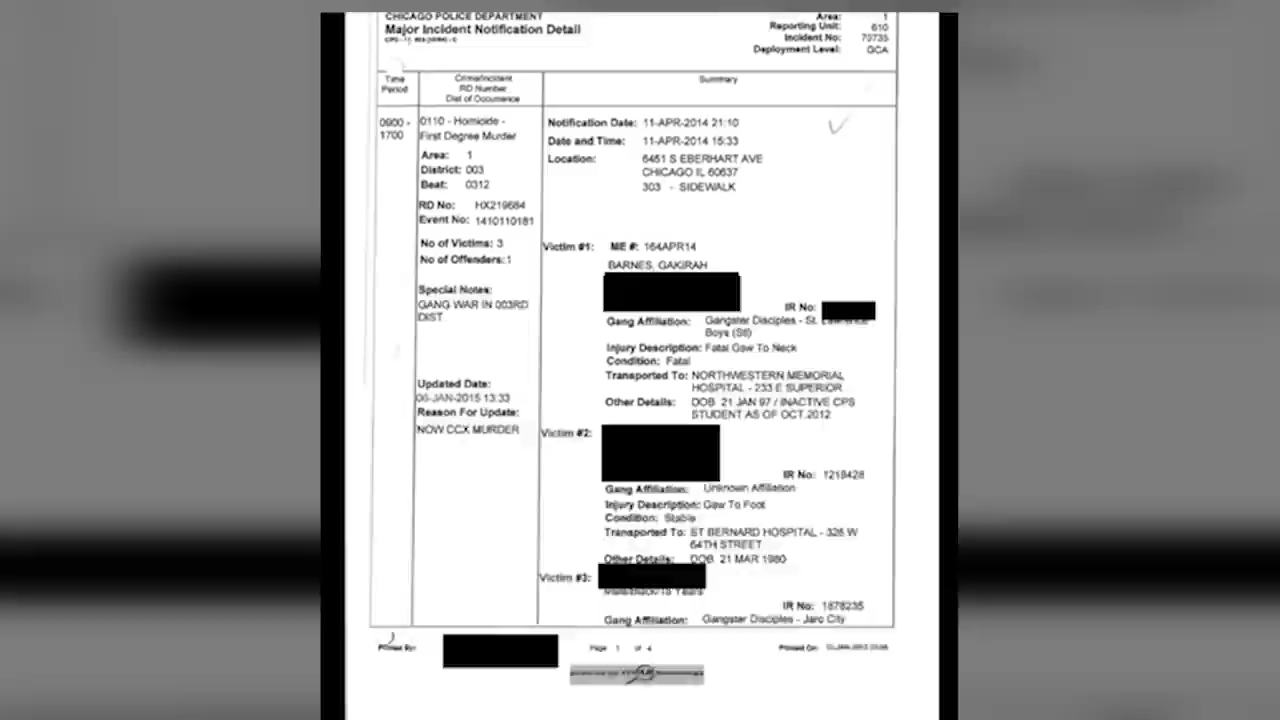 CHICAGO POLICE DEPARTMENT
Major Incident Notification Detail
Area: 1
Reporting Unit: 610
Incident No: 70735
Deployment Level: GCA
Time Period
Crime/Incident
RD Number
Dist of Occurence
Summary
0900 - 1700
0110 - Homicide -
First Degree Murder
Area: 1
District: 003
Beat: 0312
RD No: HX219684
Event No: 1410110181
No of Victims: 3
No of Offenders:1
Special Notes:
GANG WAR IN 003RD
DIST
Updated Date:
06-JAN-2015 13:33
Reason For Update:
NOW CCX MURDER
Notification Date: 11-APR-2014 21:10
Date and Time: 11-APR-2014 15:33
Location: 6451 S EBERHART AVE
CHICAGO IL 60637
303 - SIDEWALK
Victim #1: ME #: 164APR14
BARNES, GAKIRAH
IR No:
Gang Affiliation: Gangster Disciples - St. Lawrence
Boys (Stl)
Injury Description: Fatal Gsw To Neck
Condition: Fatal
Transported To: NORTHWESTERN MEMORIAL
HOSPITAL - 233 E SUPERIOR
Other Details: DOB 21 JAN 97 / INACTIVE CPS
STUDENT AS OF OCT.2012
Victim #2:
IR No: 1218428
Gang Affiliation: Unknown Affiliation
Injury Description: Gsw To Foot
Condition: Stable
Transported To: ST BERNARD HOSPITAL - 326 W
64TH STREET
Other Details: DOB 21 MAR 1980
Victim #3:
IR No: 1878235
Gang Affiliation: Gangster Disciples - Jaro City
Printed By:
Page 1 of 4
Printed On: